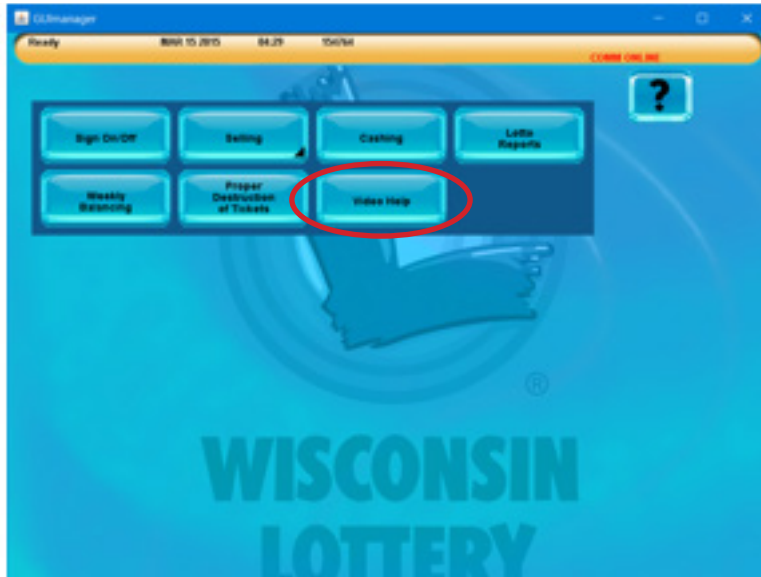 GUImanager
Ready MAR 15 2015 04:29 154764
COMM ONLINE
?
Sign On/Off Selling Cashing Lotto
Reports
Weekly
Balancing Proper
Destruction
of Tickets Video Help
®
WISCONSIN
LOTTERY